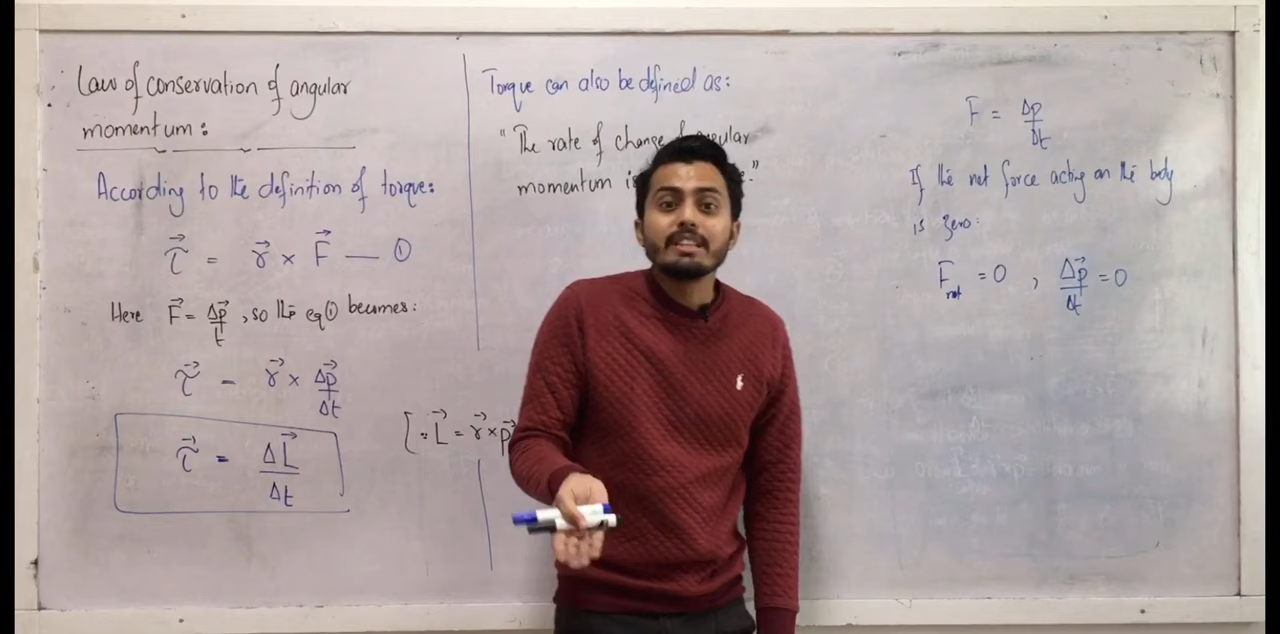 Law of conservation of angular
momentum:
According to the definition of torque:
τ⃗ = r⃗ × F⃗ — ①
Here F⃗ = Δp⃗/t , so the eq① becomes:
τ⃗ = r⃗ × Δp⃗/Δt
τ⃗ = ΔL⃗/Δt
[∵ L⃗ = r⃗ × p⃗
Torque can also be defined as:
"The rate of change
momentum is "
F = Δp/Δt
If the net force acting on the body
is zero:
F net = 0 , Δp⃗/Δt = 0